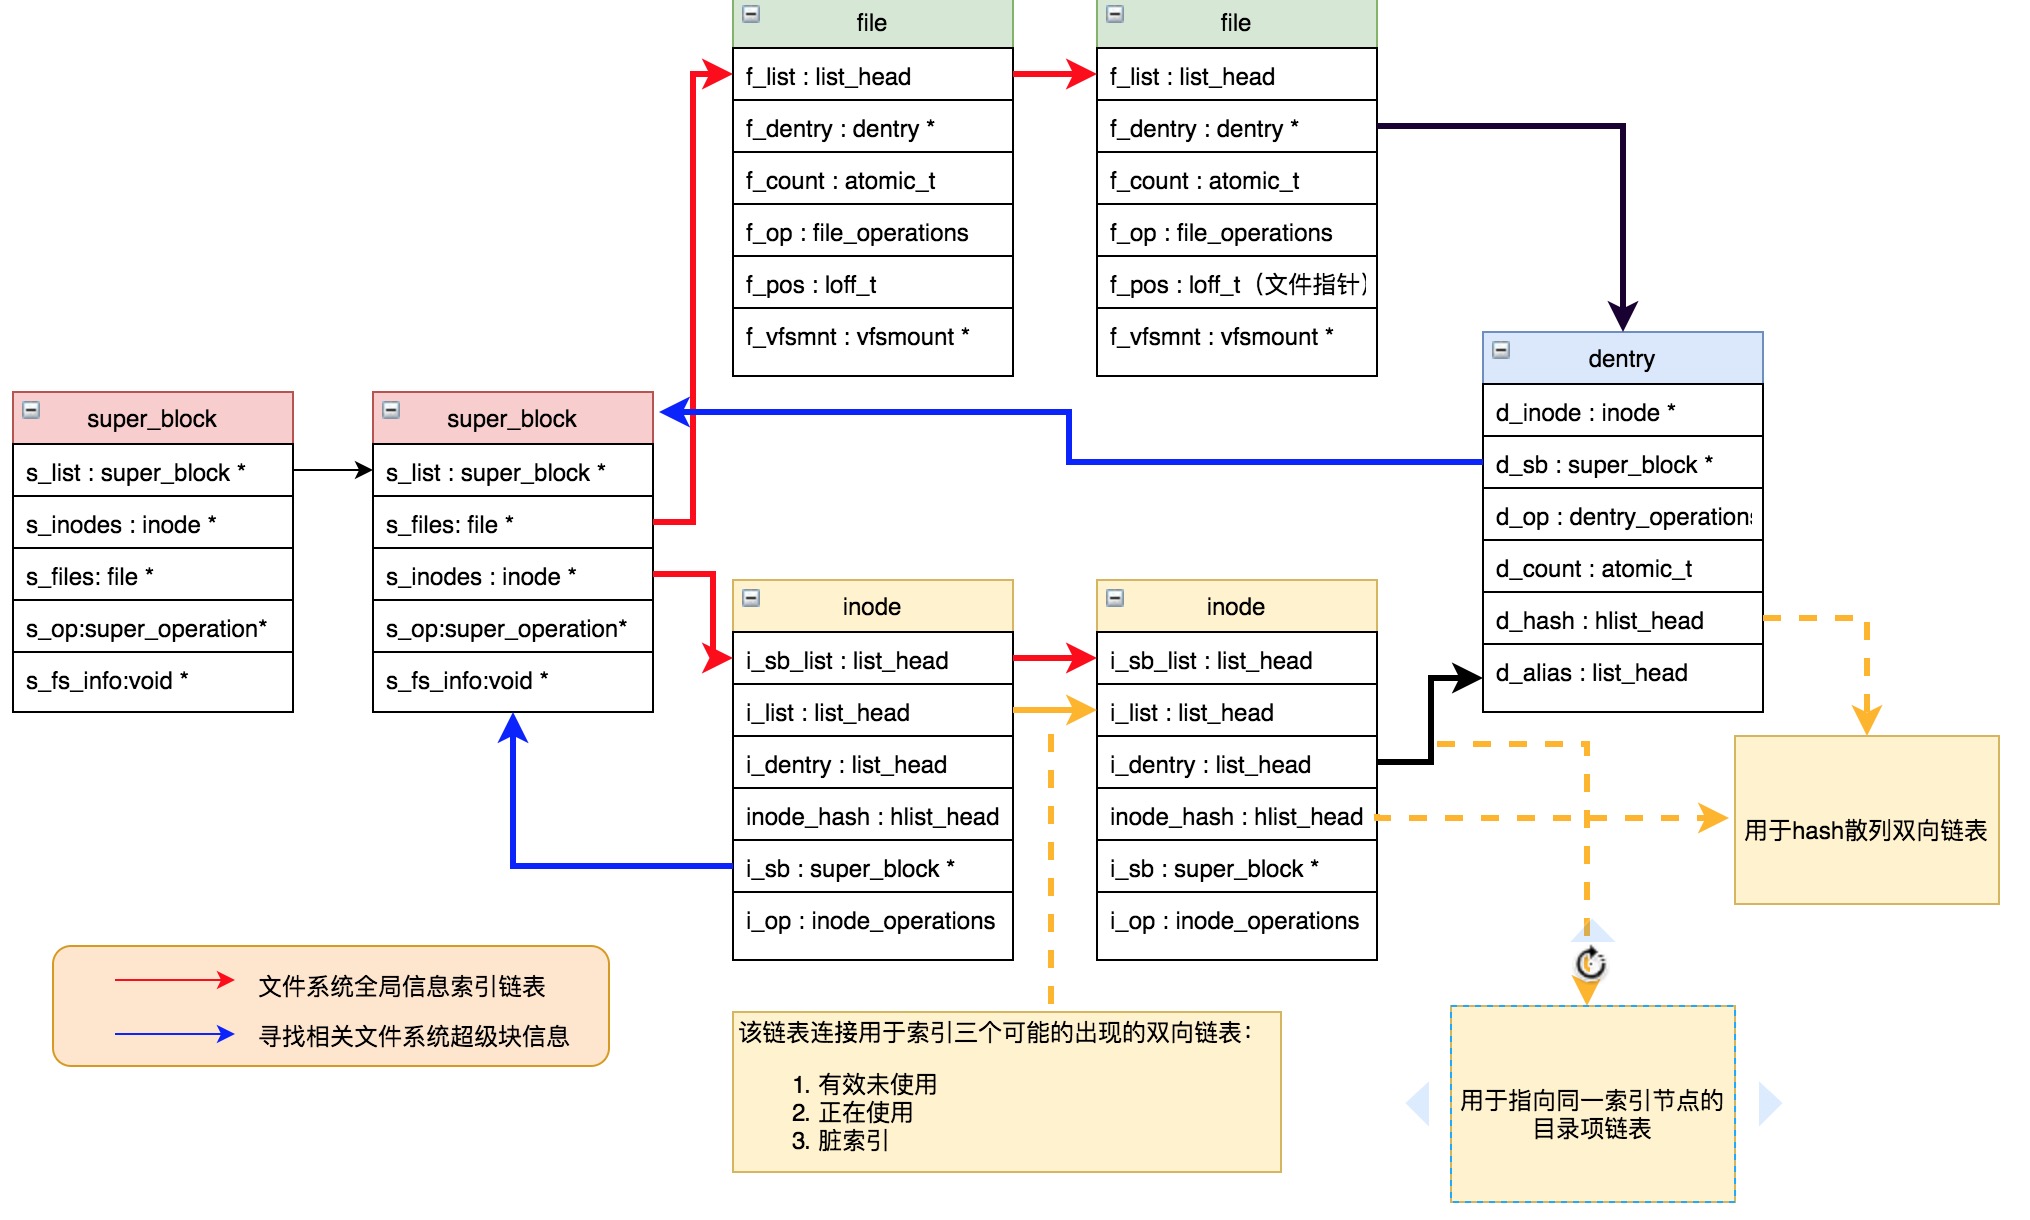 file
f_list : list_head
f_dentry : dentry *
f_count : atomic_t
f_op : file_operations
f_pos : loff_t
f_vfsmnt : vfsmount *
file
f_list : list_head
f_dentry : dentry *
f_count : atomic_t
f_op : file_operations
f_pos : loff_t（文件指针）
f_vfsmnt : vfsmount *
super_block
s_list : super_block *
s_inodes : inode *
s_files: file *
s_op:super_operation*
s_fs_info:void *
super_block
s_list : super_block *
s_files: file *
s_inodes : inode *
s_op:super_operation*
s_fs_info:void *
dentry
d_inode : inode *
d_sb : super_block *
d_op : dentry_operations
d_count : atomic_t
d_hash : hlist_head
d_alias : list_head
inode
i_sb_list : list_head
i_list : list_head
i_dentry : list_head
inode_hash : hlist_head
i_sb : super_block *
i_op : inode_operations
inode
i_sb_list : list_head
i_list : list_head
i_dentry : list_head
inode_hash : hlist_head
i_sb : super_block *
i_op : inode_operations
用于hash散列双向链表
文件系统全局信息索引链表
寻找相关文件系统超级块信息
该链表连接用于索引三个可能的出现的双向链表：
1. 有效未使用
2. 正在使用
3. 脏索引
用于指向同一索引节点的
目录项链表